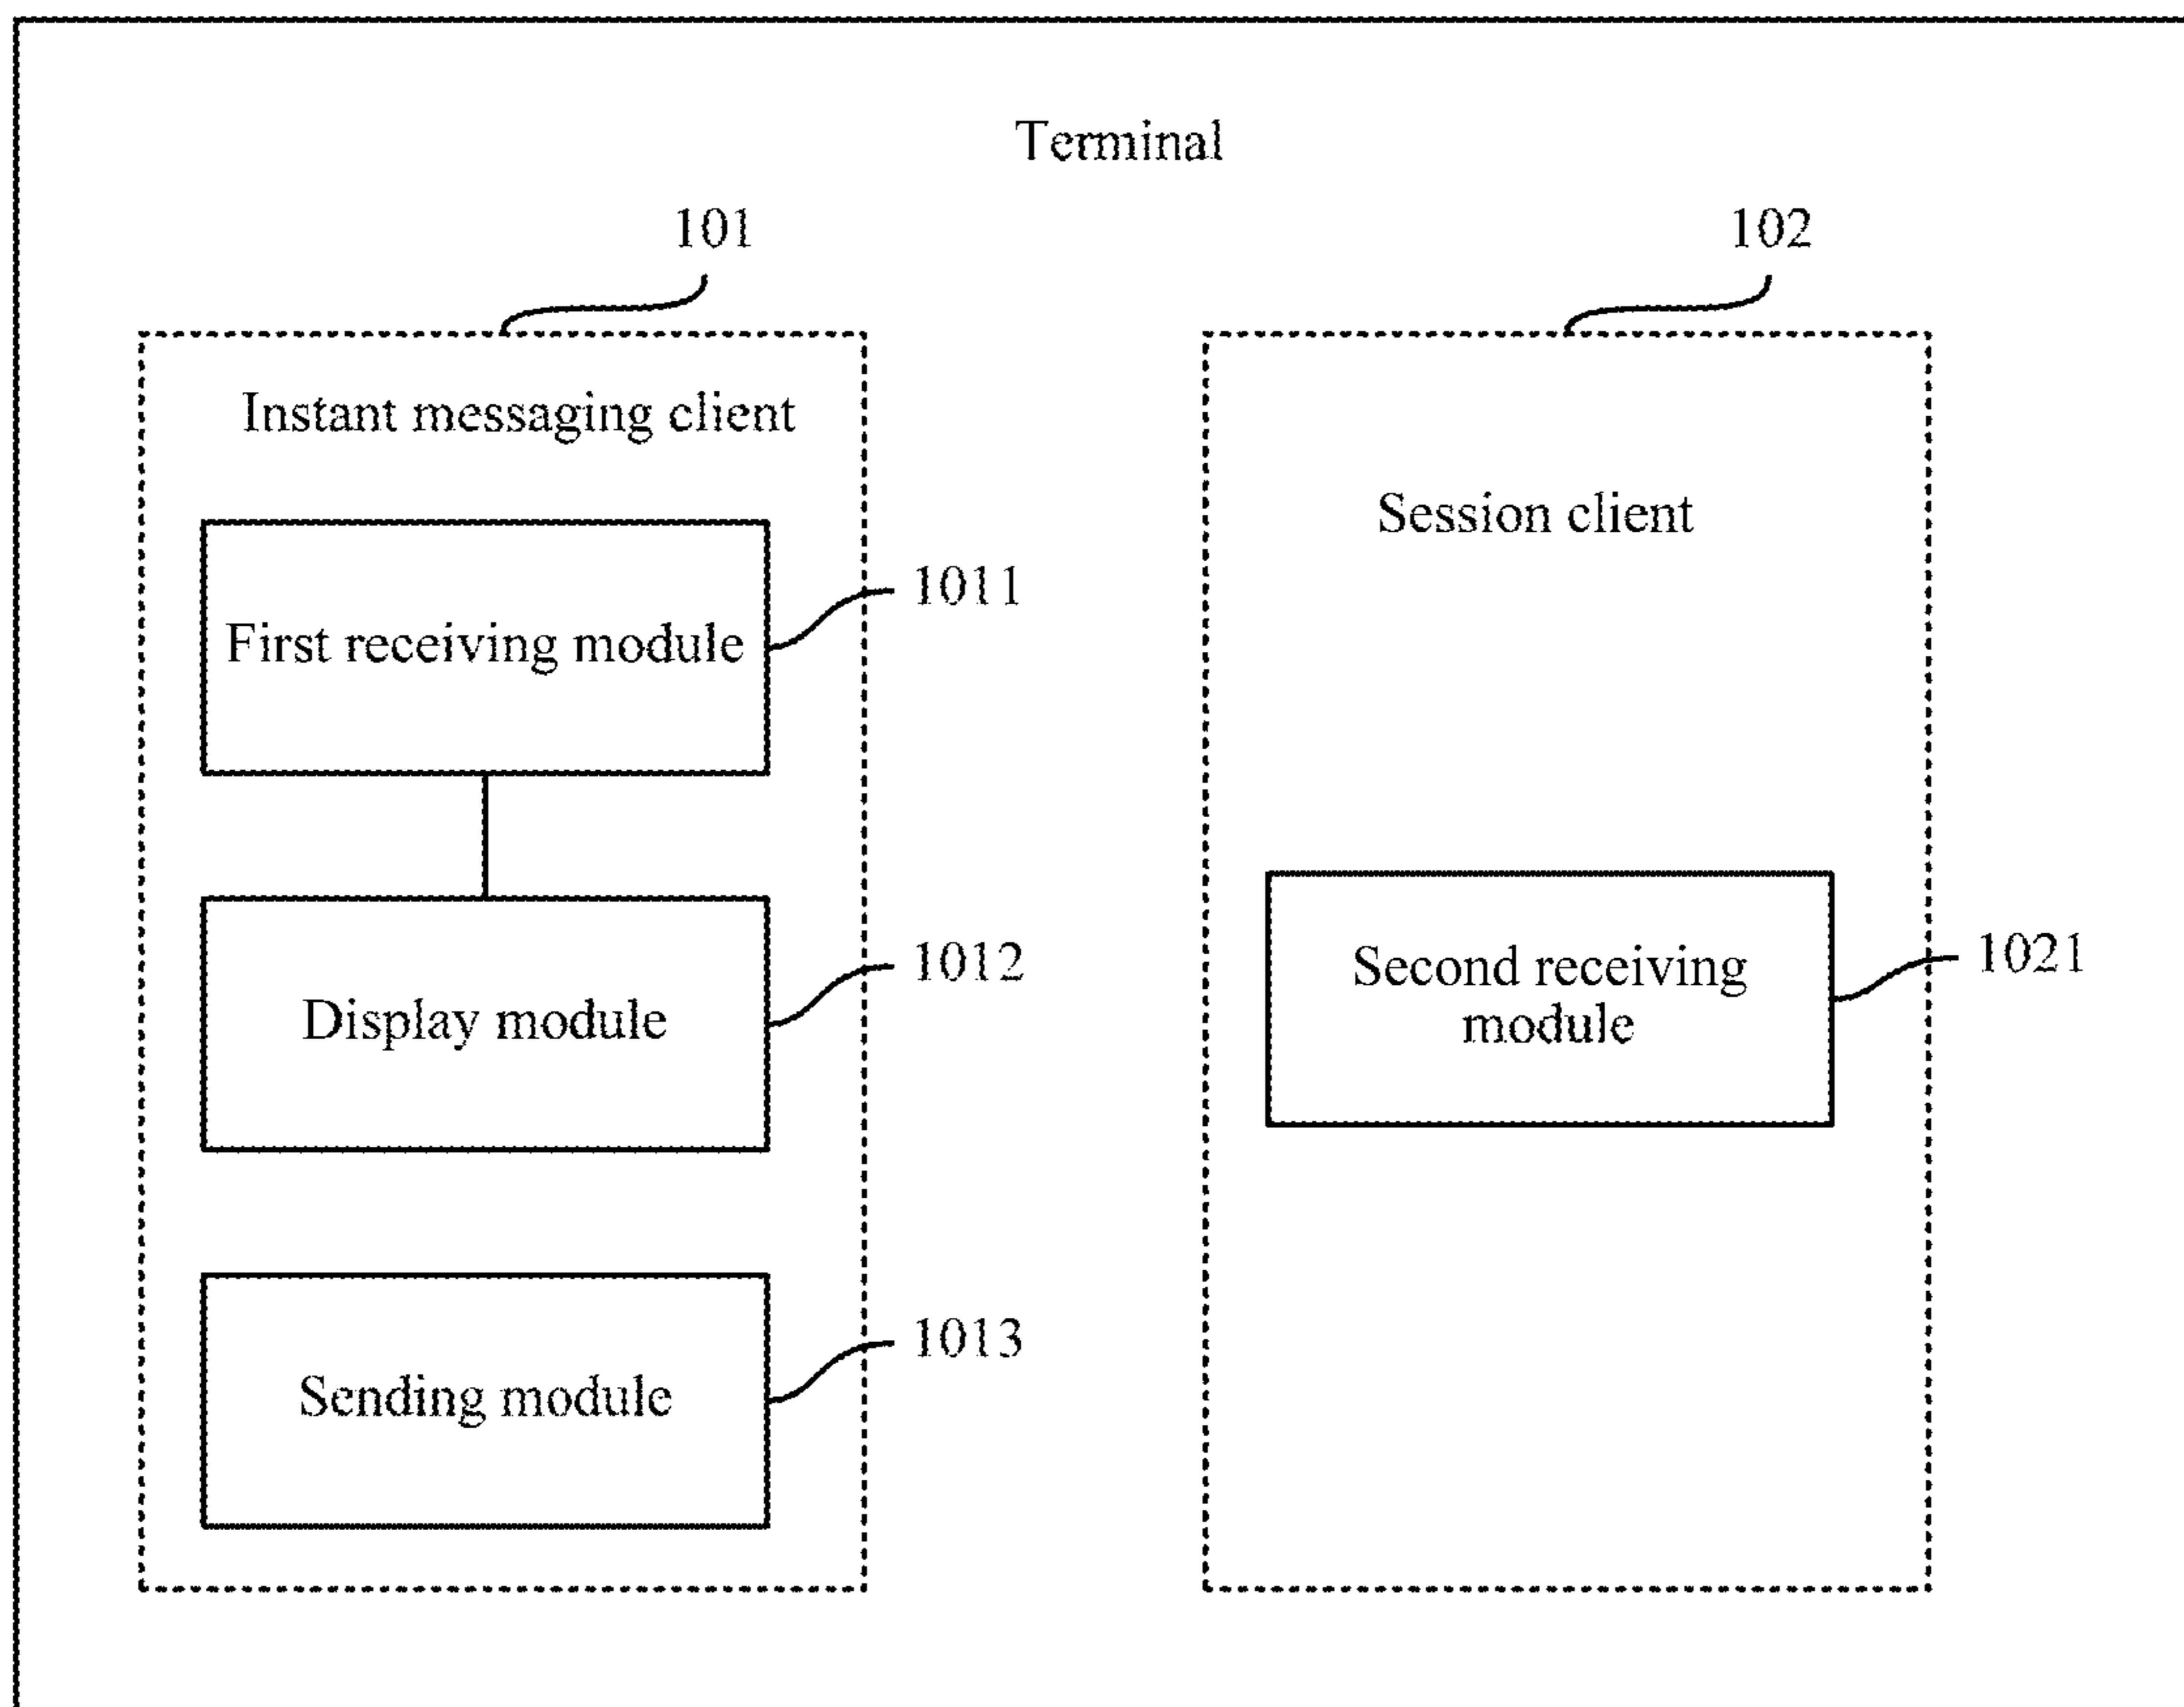 Terminal
101
102
Instant messaging client
Session client
First receiving module
1011
Display module
1012
Second receiving
module
1021
Sending module
1013